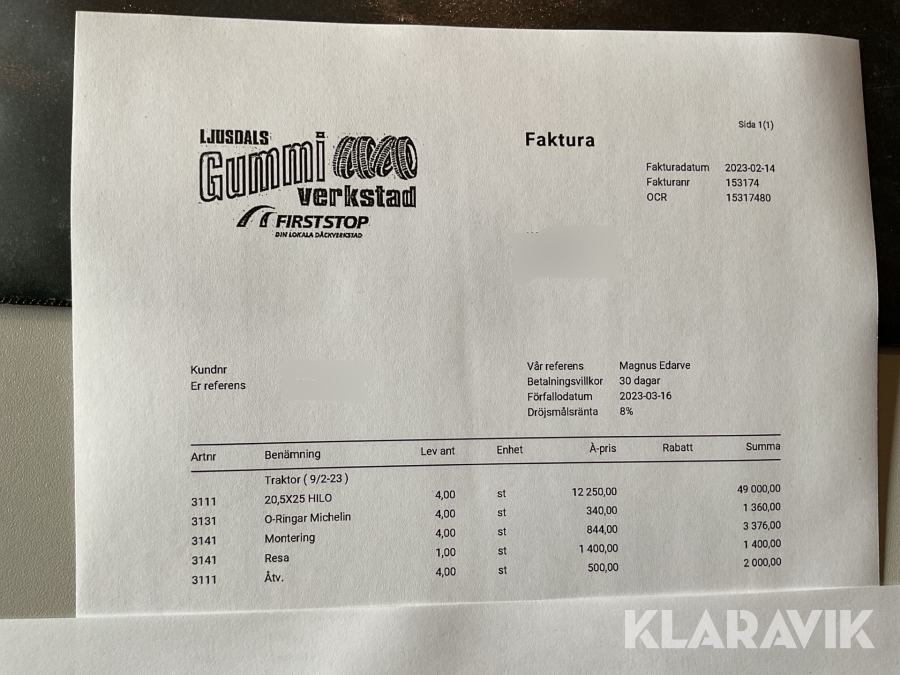 LJUSDALS
Gummi
verkstad
FIRSTSTOP
DIN LOKALA DÄCKVERKSTAD
Sida 1(1)
Faktura
Fakturadatum 2023-02-14
Fakturanr 153174
OCR 15317480
Kundnr
Er referens
Vår referens Magnus Edarve
Betalningsvillkor 30 dagar
Förfallodatum 2023-03-16
Dröjsmålsränta 8%
Artnr Benämning Lev ant Enhet À-pris Rabatt Summa
Traktor ( 9/2-23 )
3111 20,5X25 HILO 4,00 st 12 250,00 49 000,00
3131 O-Ringar Michelin 4,00 st 340,00 1 360,00
3141 Montering 4,00 st 844,00 3 376,00
3141 Resa 1,00 st 1 400,00 1 400,00
3111 Åtv. 4,00 st 500,00 2 000,00
KLARAVIK